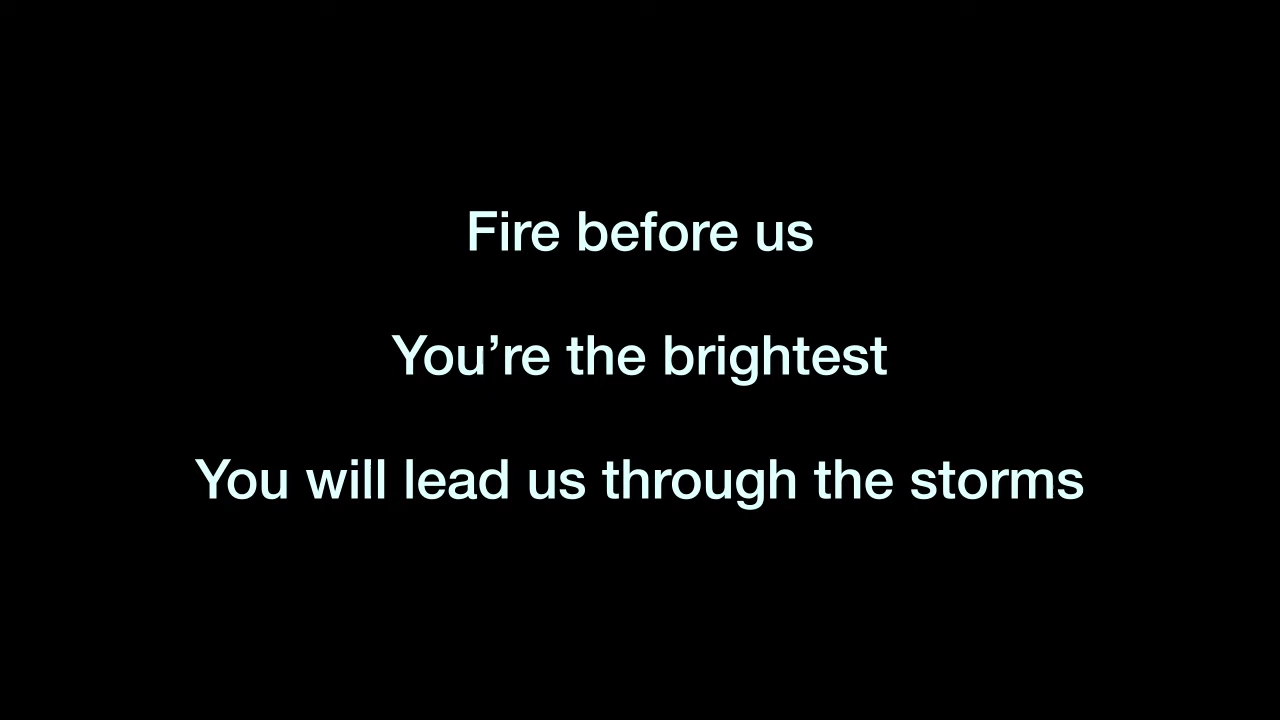 Fire before us
You’re the brightest
You will lead us through the storms